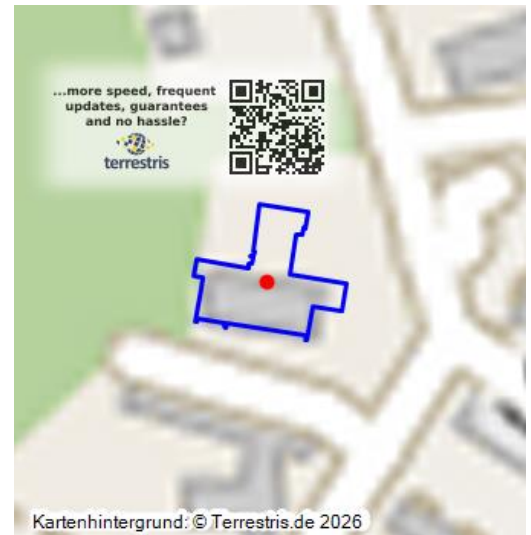 ...more speed, frequent
updates, guarantees
and no hassle?
terrestris
Kartenhintergrund: © Terrestris.de 2026